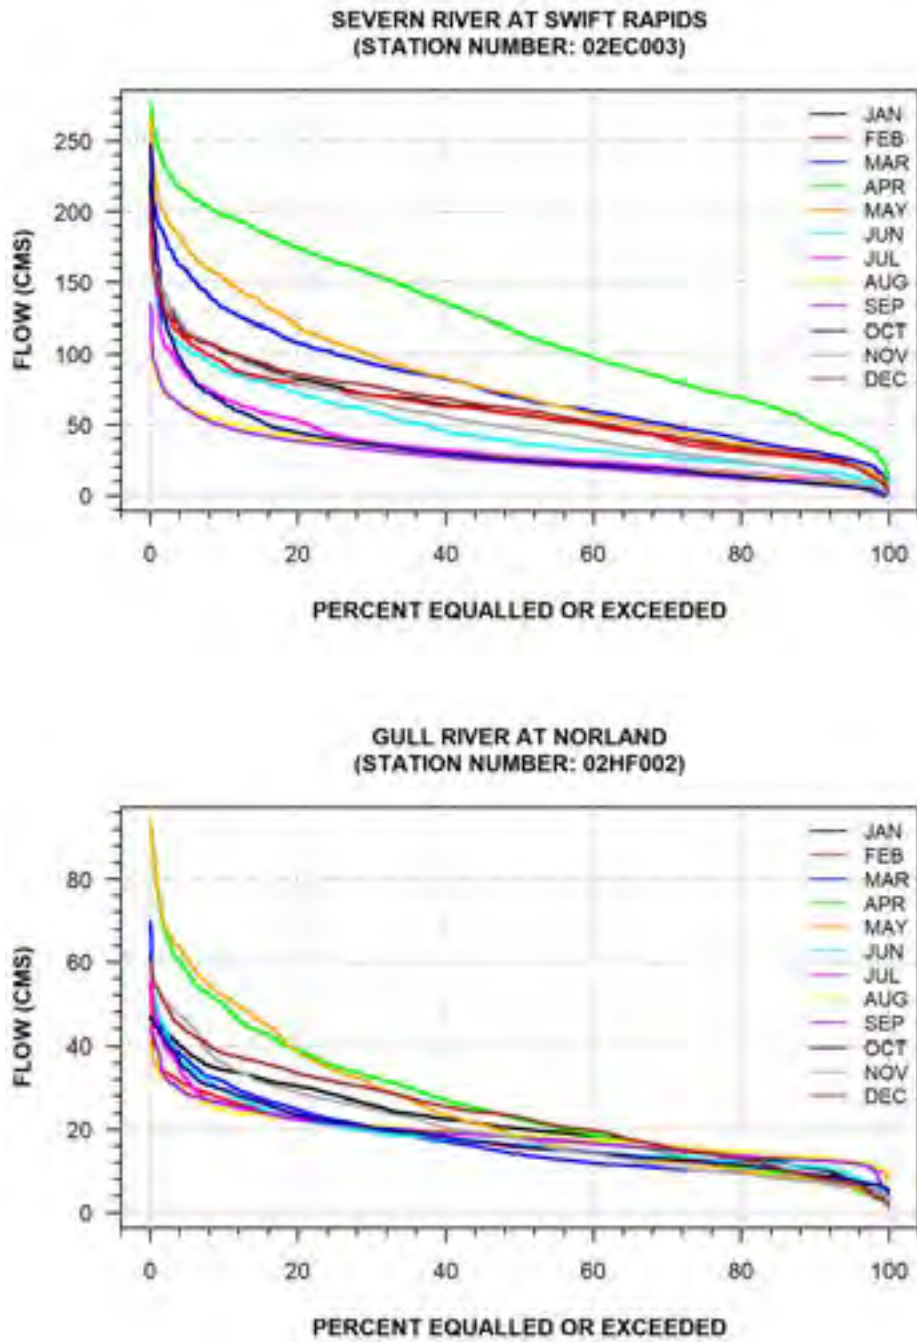 SEVERN RIVER AT SWIFT RAPIDS
(STATION NUMBER: 02EC003)
FLOW (CMS)
250
200
150
100
50
0
JAN
FEB
MAR
APR
MAY
JUN
JUL
AUG
SEP
OCT
NOV
DEC
0 20 40 60 80 100
PERCENT EQUALLED OR EXCEEDED
GULL RIVER AT NORLAND
(STATION NUMBER: 02HF002)
FLOW (CMS)
80
60
40
20
0
JAN
FEB
MAR
APR
MAY
JUN
JUL
AUG
SEP
OCT
NOV
DEC
0 20 40 60 80 100
PERCENT EQUALLED OR EXCEEDED